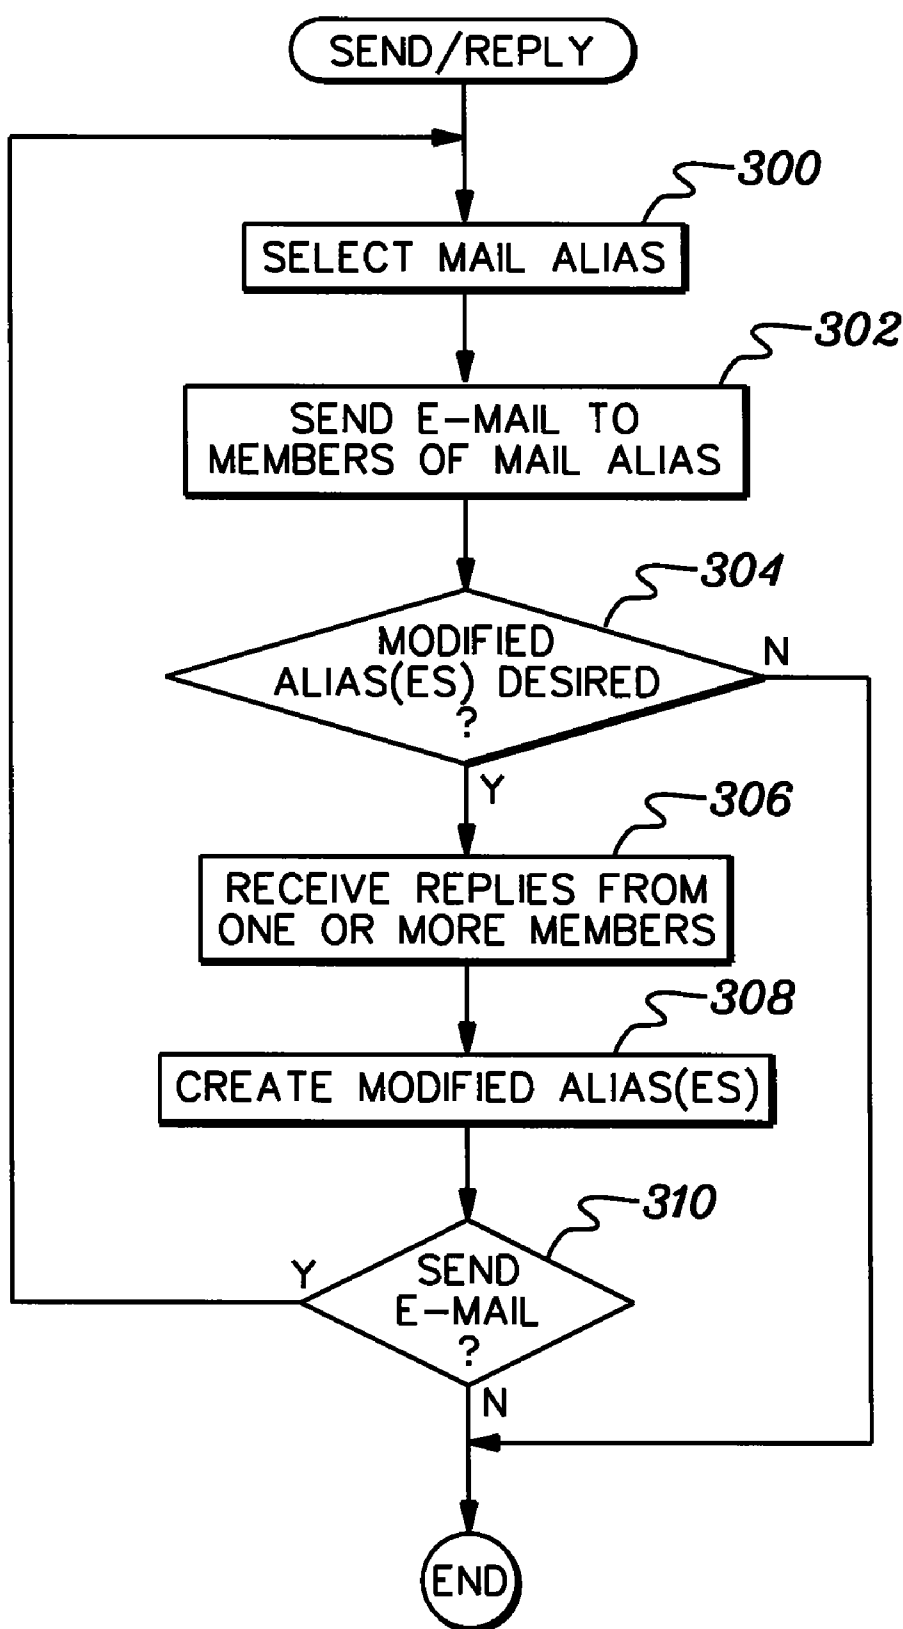 SEND/REPLY
300
SELECT MAIL ALIAS
302
SEND E-MAIL TO
MEMBERS OF MAIL ALIAS
304
MODIFIED
ALIAS(ES) DESIRED
?
N
Y
306
RECEIVE REPLIES FROM
ONE OR MORE MEMBERS
308
CREATE MODIFIED ALIAS(ES)
310
Y
SEND
E-MAIL
?
N
END